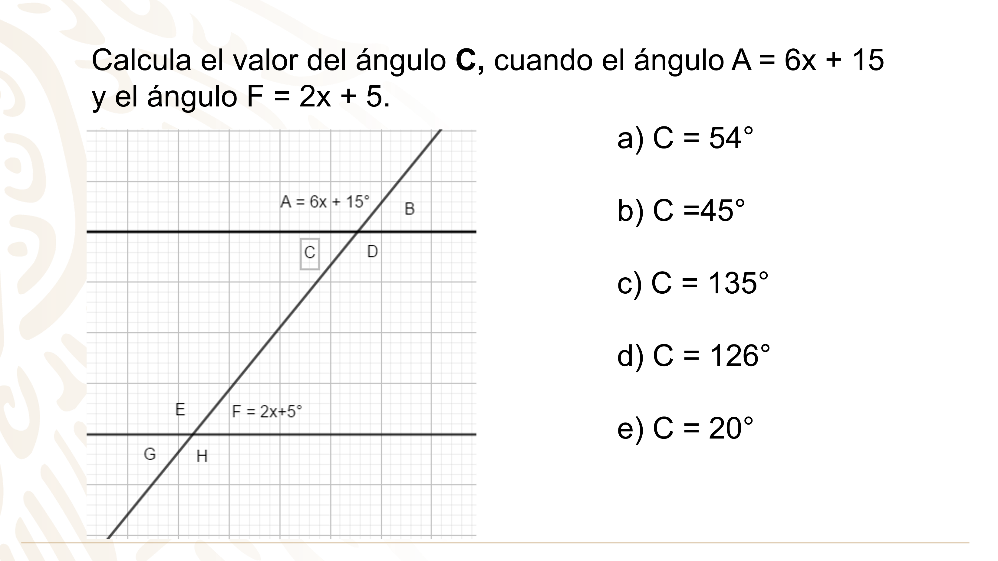 Calcula el valor del ángulo C, cuando el ángulo A = 6x + 15
y el ángulo F = 2x + 5.
a) C = 54°
b) C =45°
c) C = 135°
d) C = 126°
e) C = 20°
A = 6x + 15°
B
C
D
E
F = 2x+5°
G
H